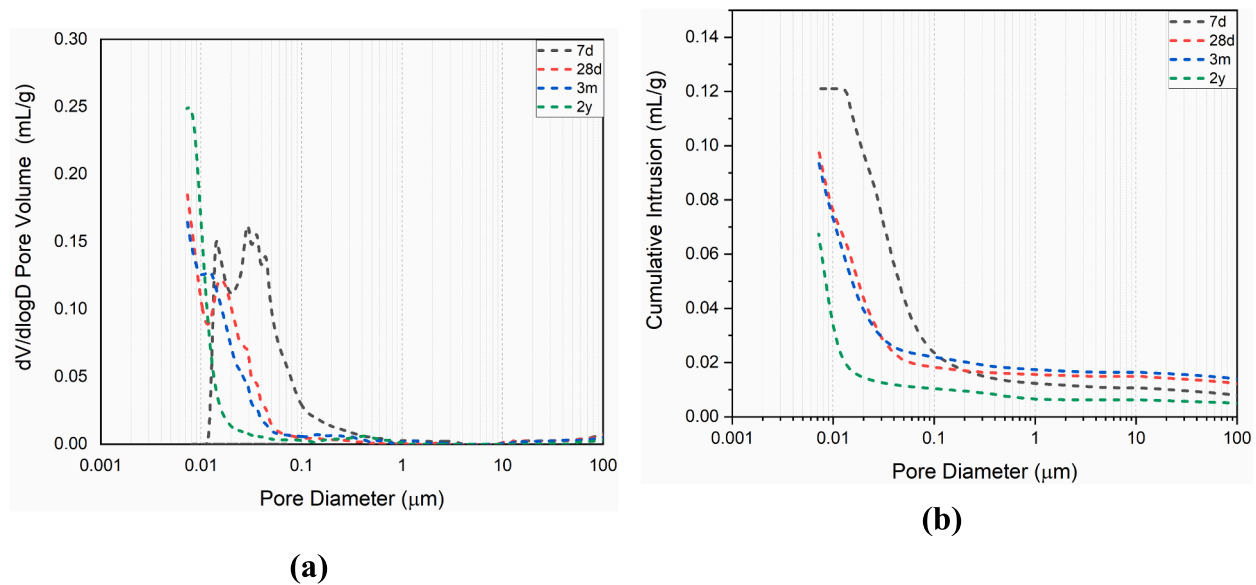 0.30
0.25
0.20
0.15
0.10
0.05
0.00
dV/dlogD Pore Volume (mL/g)
7d
28d
3m
2y
0.001
0.01
0.1
1
10
100
Pore Diameter (μm)
(a)
0.14
0.12
0.10
0.08
0.06
0.04
0.02
0.00
Cumulative Intrusion (mL/g)
7d
28d
3m
2y
0.001
0.01
0.1
1
10
100
Pore Diameter (μm)
(b)